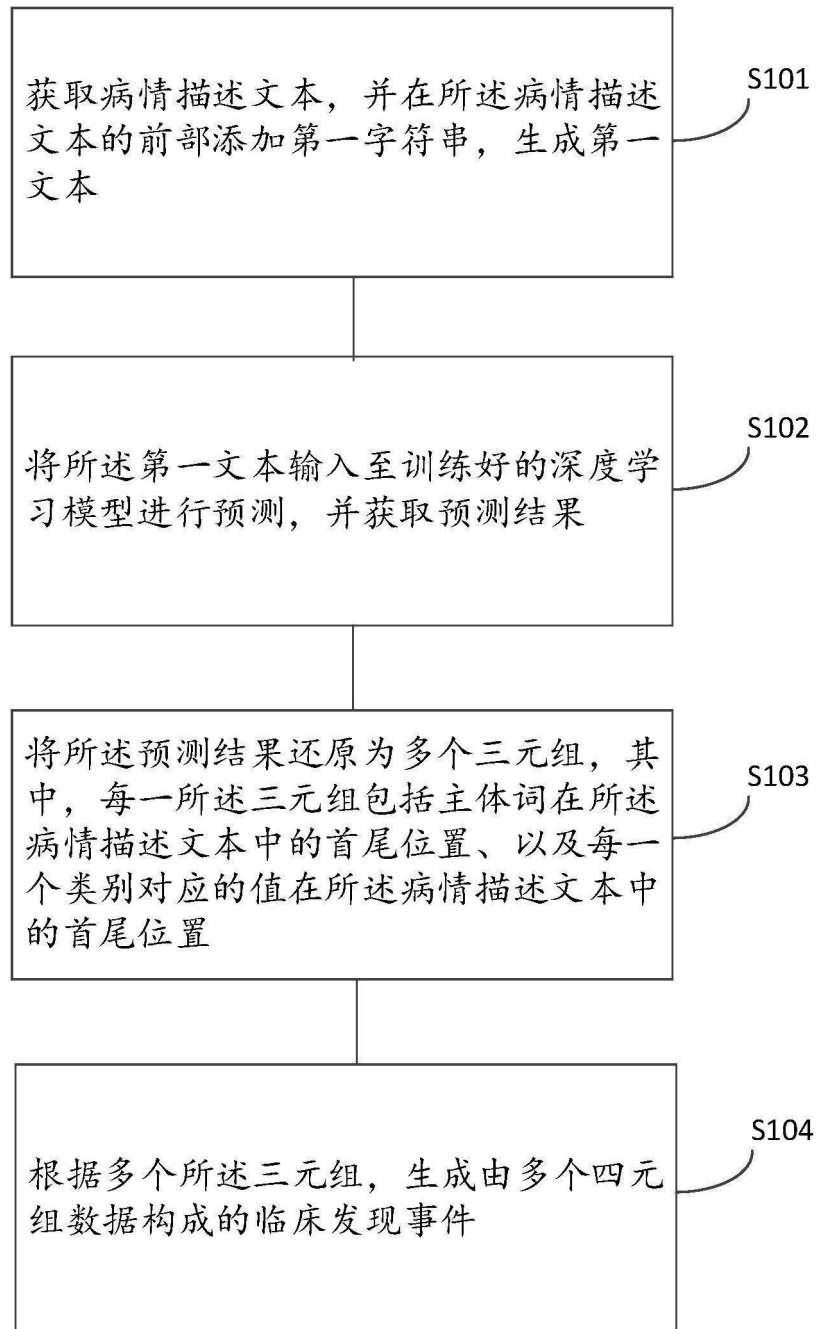 获取病情描述文本，并在所述病情描述
文本的前部添加第一字符串，生成第一
文本
S101
将所述第一文本输入至训练好的深度学
习模型进行预测，并获取预测结果
S102
将所述预测结果还原为多个三元组，其
中，每一所述三元组包括主体词在所述
病情描述文本中的首尾位置、以及每一
个类别对应的值在所述病情描述文本中
的首尾位置
S103
根据多个所述三元组，生成由多个四元
组数据构成的临床发现事件
S104